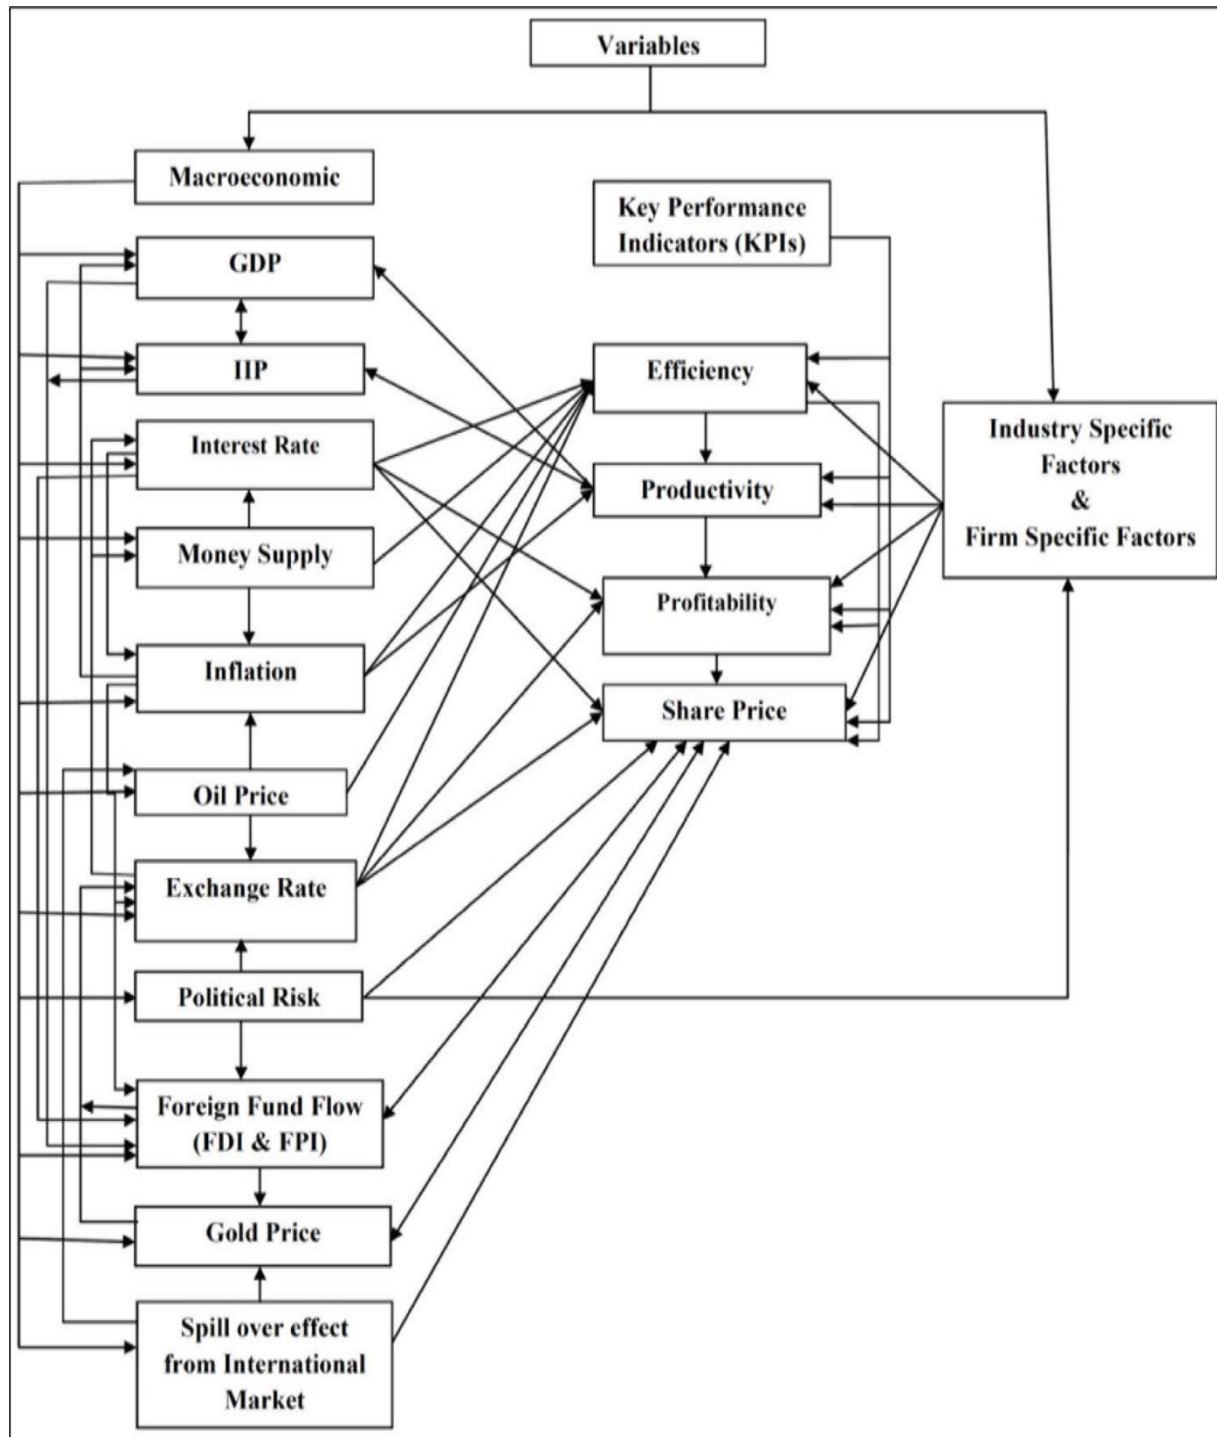 Variables
Macroeconomic
GDP
IIP
Interest Rate
Money Supply
Inflation
Oil Price
Exchange Rate
Political Risk
Foreign Fund Flow
(FDI & FPI)
Gold Price
Spill over effect
from International
Market
Key Performance
Indicators (KPIs)
Efficiency
Productivity
Profitability
Share Price
Industry Specific
Factors
&
Firm Specific Factors